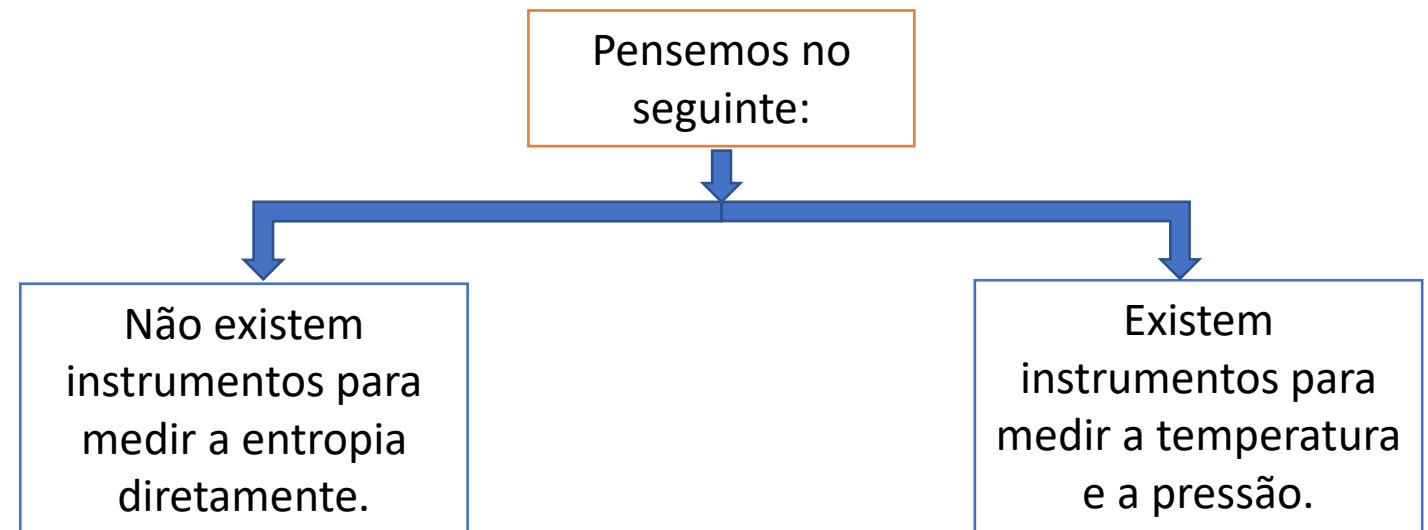 Pensemos no
seguinte:
Não existem
instrumentos para
medir a entropia
diretamente.
Existem
instrumentos para
medir a temperatura
e a pressão.